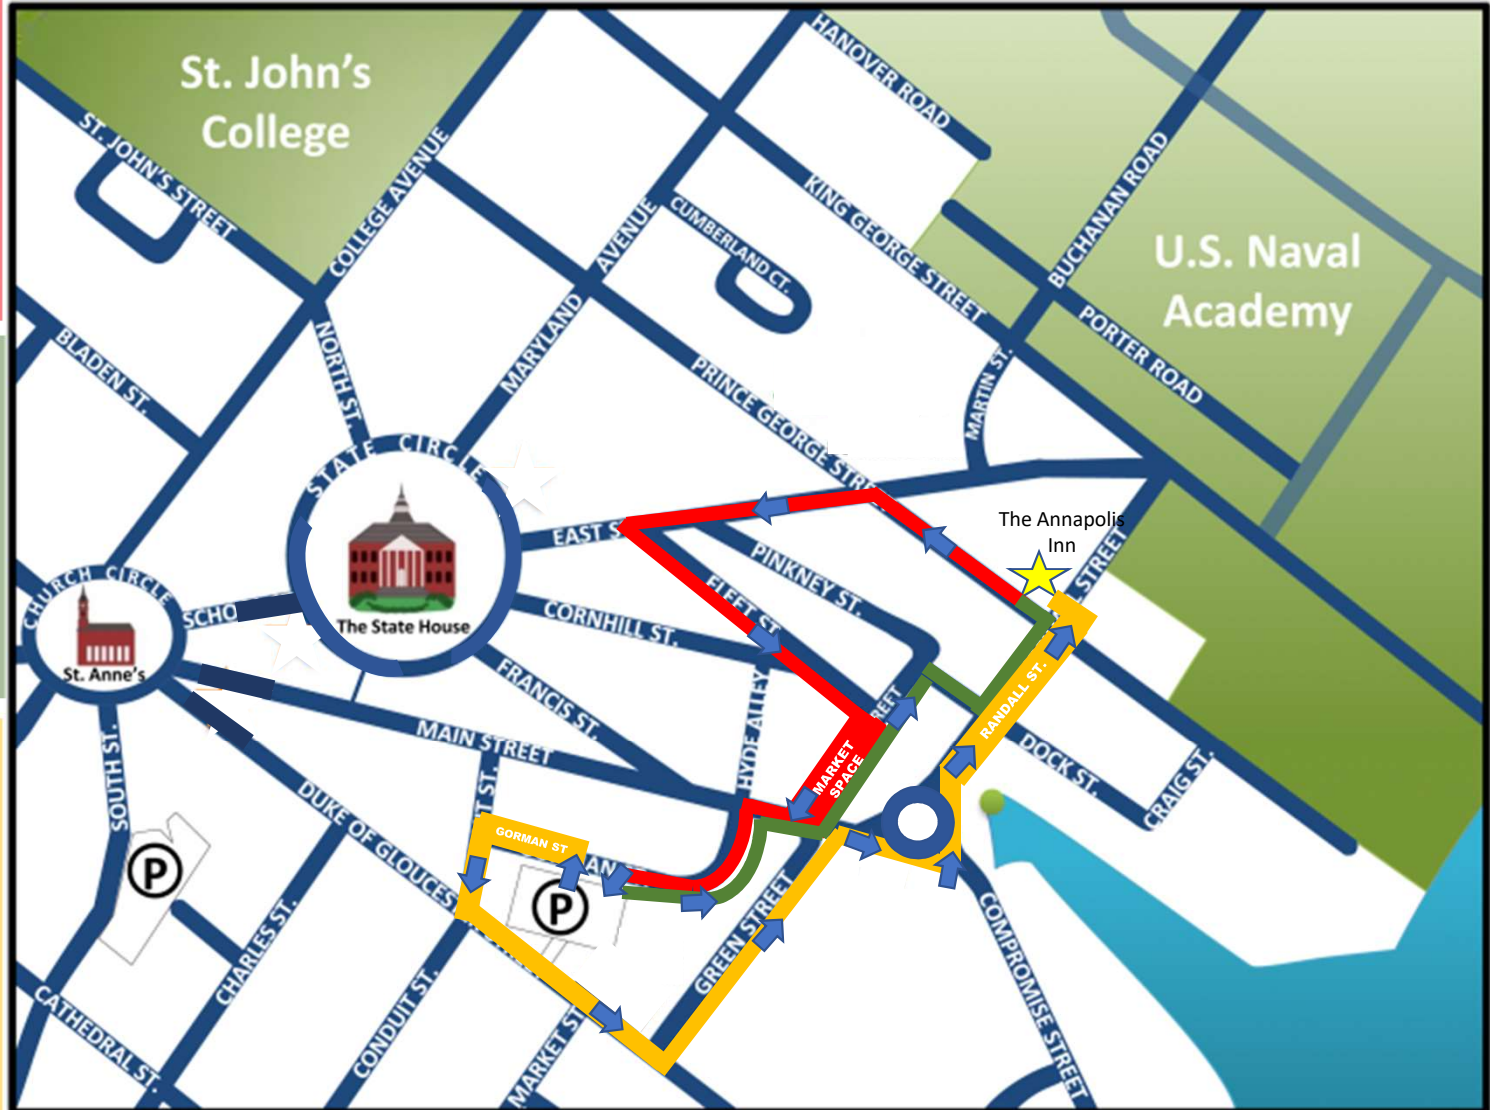 HANOVER ROAD
St. John's
College
ST. JOHN'S STREET
COLLEGE AVENUE
BUCHANAN ROAD
KING GEORGE STREET
CUMBERLAND CT.
AVENUE
U.S. Naval
Academy
PORTER ROAD
MARYLAND
NORTH ST.
BLADEN ST.
MARTIN ST.
PRINCE GEORGE STRE
STATE CIRCLE
The Annapolis
Inn
EAST S
STREET
PINKNEY ST.
FLEET ST.
CHURCH CIRCLE
SCHO
CORNHILL ST.
The State House
St. Anne's
FRANCIS ST.
HYDE ALLEY
REET
RANDALL ST.
MAIN STREET
SOUTH ST.
MARKET
SPACE
DOCK ST.
CRAIG ST.
DUKE OF GLOUCES
T ST.
GORMAN ST
AN
P
P
GREEN STREET
CHARLES ST.
COMPROMISE STREET
CONDUIT ST.
CATHEDRAL ST.
MARKET ST